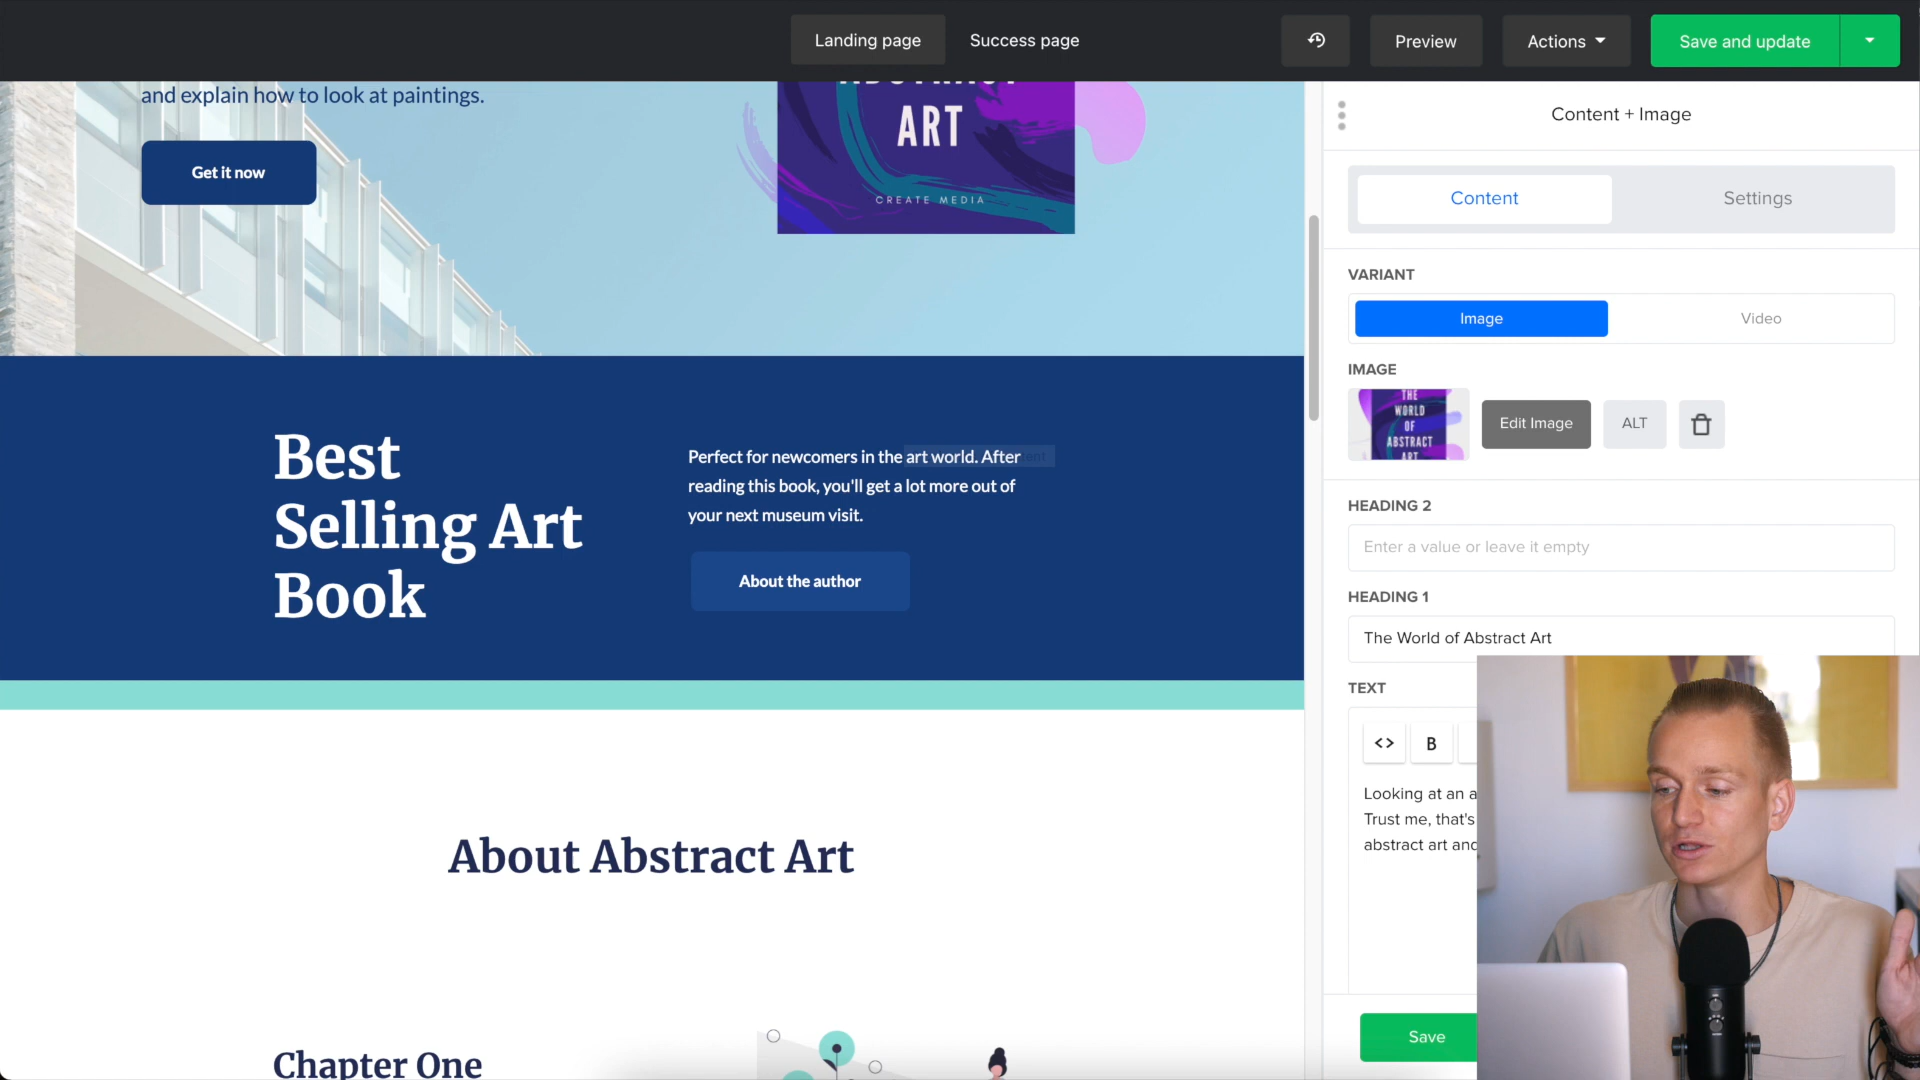 Landing page
Success page
Preview
Actions
Save and update
and explain how to look at paintings.
Get it now
ART
CREATE MEDIA
Best
Selling Art
Book
Perfect for newcomers in the art world. After
reading this book, you'll get a lot more out of
your next museum visit.
About the author
About Abstract Art
Chapter One
Content + Image
Content
Settings
VARIANT
Image
Video
IMAGE
THE
WORLD
OF
ABSTRACT
ART
Edit Image
ALT
HEADING 2
Enter a value or leave it empty
HEADING 1
The World of Abstract Art
TEXT
<> B
Looking at an a
Trust me, that's
abstract art and
Save